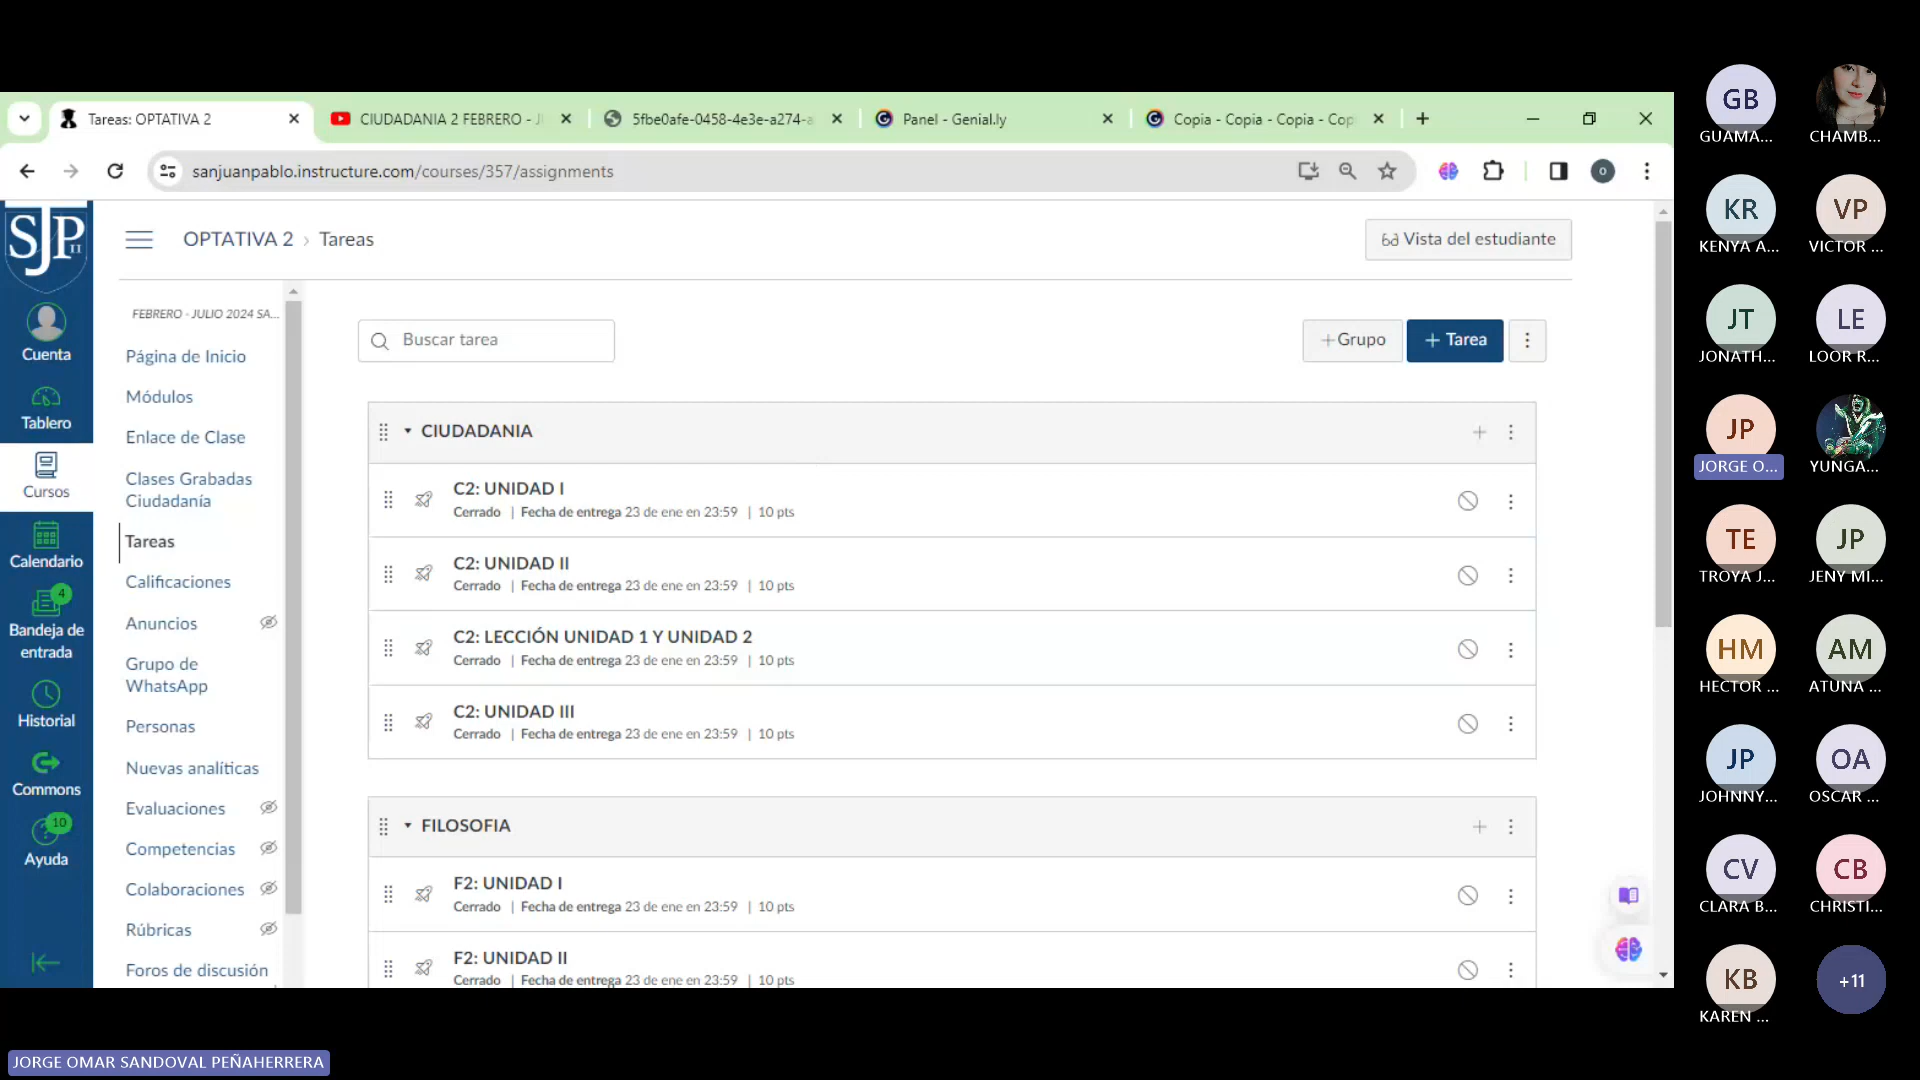 Tareas: OPTATIVA 2
CIUDADANIA 2 FEBRERO - J
5fbe0afe-0458-4e3e-a274-a
Panel - Genial.ly
Copia - Copia - Copia - Cop
sanjuanpablo.instructure.com/courses/357/assignments
O
SJP II
OPTATIVA 2 › Tareas
Vista del estudiante
Cuenta
Tablero
Cursos
Calendario
4
Bandeja de
entrada
Historial
Commons
10
Ayuda
FEBRERO - JULIO 2024 SA...
Página de Inicio
Módulos
Enlace de Clase
Clases Grabadas
Ciudadanía
Tareas
Calificaciones
Anuncios
Grupo de
WhatsApp
Personas
Nuevas analíticas
Evaluaciones
Competencias
Colaboraciones
Rúbricas
Foros de discusión
Buscar tarea
+Grupo
+ Tarea
CIUDADANIA
C2: UNIDAD I
Cerrado | Fecha de entrega 23 de ene en 23:59 | 10 pts
C2: UNIDAD II
Cerrado | Fecha de entrega 23 de ene en 23:59 | 10 pts
C2: LECCIÓN UNIDAD 1 Y UNIDAD 2
Cerrado | Fecha de entrega 23 de ene en 23:59 | 10 pts
C2: UNIDAD III
Cerrado | Fecha de entrega 23 de ene en 23:59 | 10 pts
FILOSOFIA
F2: UNIDAD I
Cerrado | Fecha de entrega 23 de ene en 23:59 | 10 pts
F2: UNIDAD II
Cerrado | Fecha de entrega 23 de ene en 23:59 | 10 pts
GB
GUAMA...
CHAMB...
KR
KENYA A...
VP
VICTOR ...
JT
JONATH...
LE
LOOR R...
JP
JORGE O...
YUNGA...
TE
TROYA J...
JP
JENY MI...
HM
HECTOR ...
AM
ATUNA ...
JP
JOHNNY...
OA
OSCAR ...
CV
CLARA B...
CB
CHRISTI...
KB
KAREN ...
+11
JORGE OMAR SANDOVAL PEÑAHERRERA